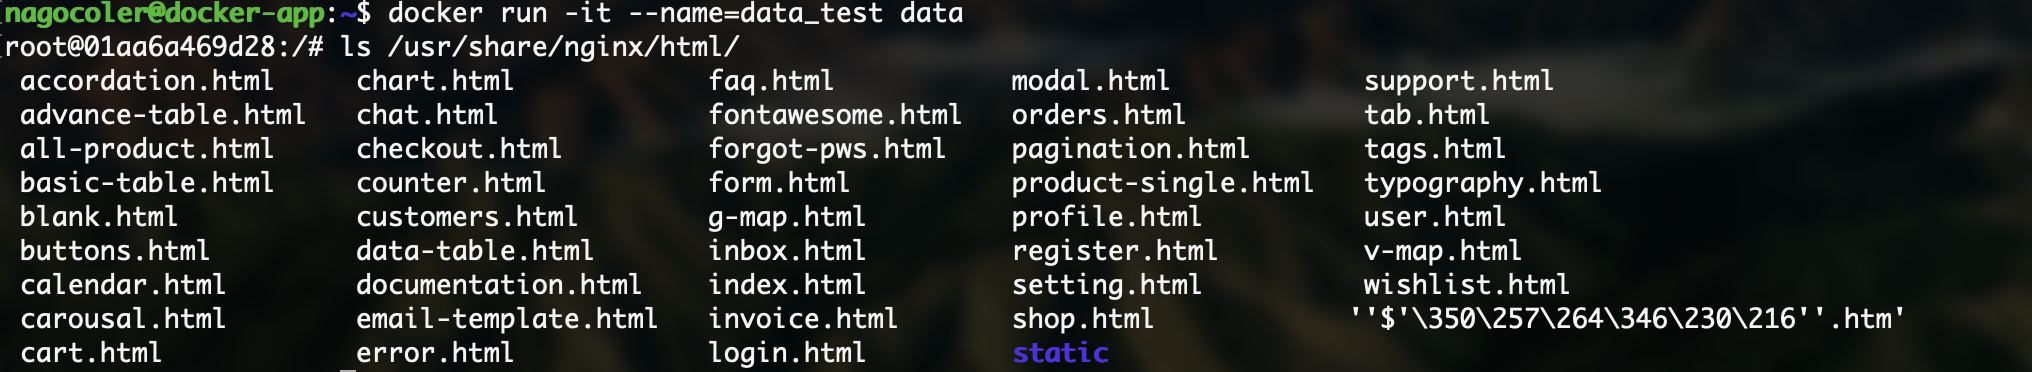 nagocoler@docker-app:~$ docker run -it --name=data_test data
[root@01aa6a469d28:/# ls /usr/share/nginx/html/
accordation.html chart.html faq.html modal.html support.html
advance-table.html chat.html fontawesome.html orders.html tab.html
all-product.html checkout.html forgot-pws.html pagination.html tags.html
basic-table.html counter.html form.html product-single.html typography.html
blank.html customers.html g-map.html profile.html user.html
buttons.html data-table.html inbox.html register.html v-map.html
calendar.html documentation.html index.html setting.html wishlist.html
carousal.html email-template.html invoice.html shop.html ''$'\350\257\264\346\230\216''.htm'
cart.html error.html login.html static